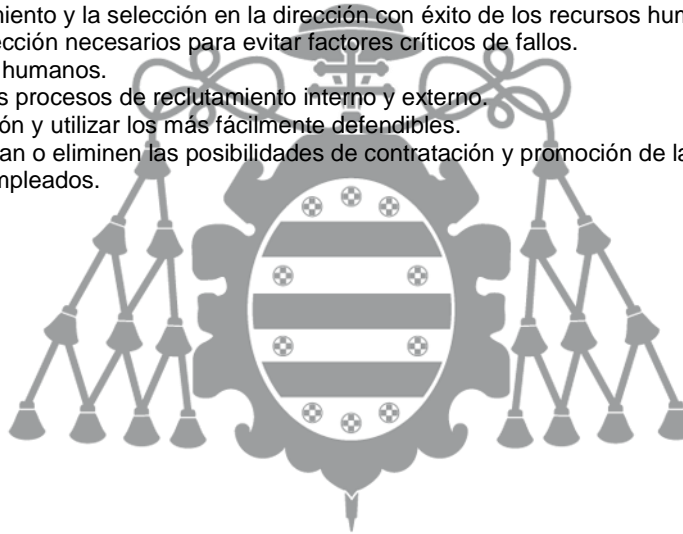 miento y la selección en la dirección con éxito de los recursos hum
ección necesarios para evitar factores críticos de fallos.
humanos.
s procesos de reclutamiento interno y externo.
ón y utilizar los más fácilmente defendibles.
an o eliminen las posibilidades de contratación y promoción de la
mpleados.